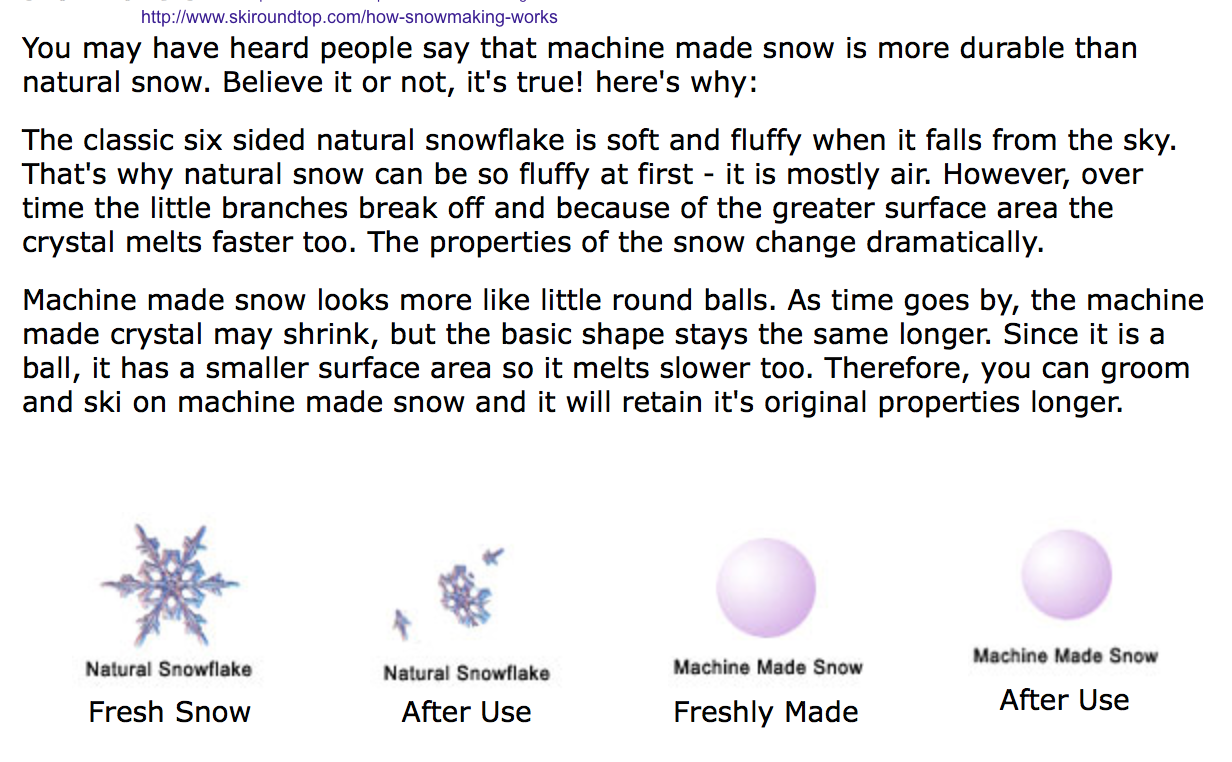 http://www.skiroundtop.com/how-snowmaking-works
You may have heard people say that machine made snow is more durable than
natural snow. Believe it or not, it's true! here's why:
The classic six sided natural snowflake is soft and fluffy when it falls from the sky.
That's why natural snow can be so fluffy at first - it is mostly air. However, over
time the little branches break off and because of the greater surface area the
crystal melts faster too. The properties of the snow change dramatically.
Machine made snow looks more like little round balls. As time goes by, the machine
made crystal may shrink, but the basic shape stays the same longer. Since it is a
ball, it has a smaller surface area so it melts slower too. Therefore, you can groom
and ski on machine made snow and it will retain it's original properties longer.
Natural Snowflake
Fresh Snow
Natural Snowflake
After Use
Machine Made Snow
Freshly Made
Machine Made Snow
After Use